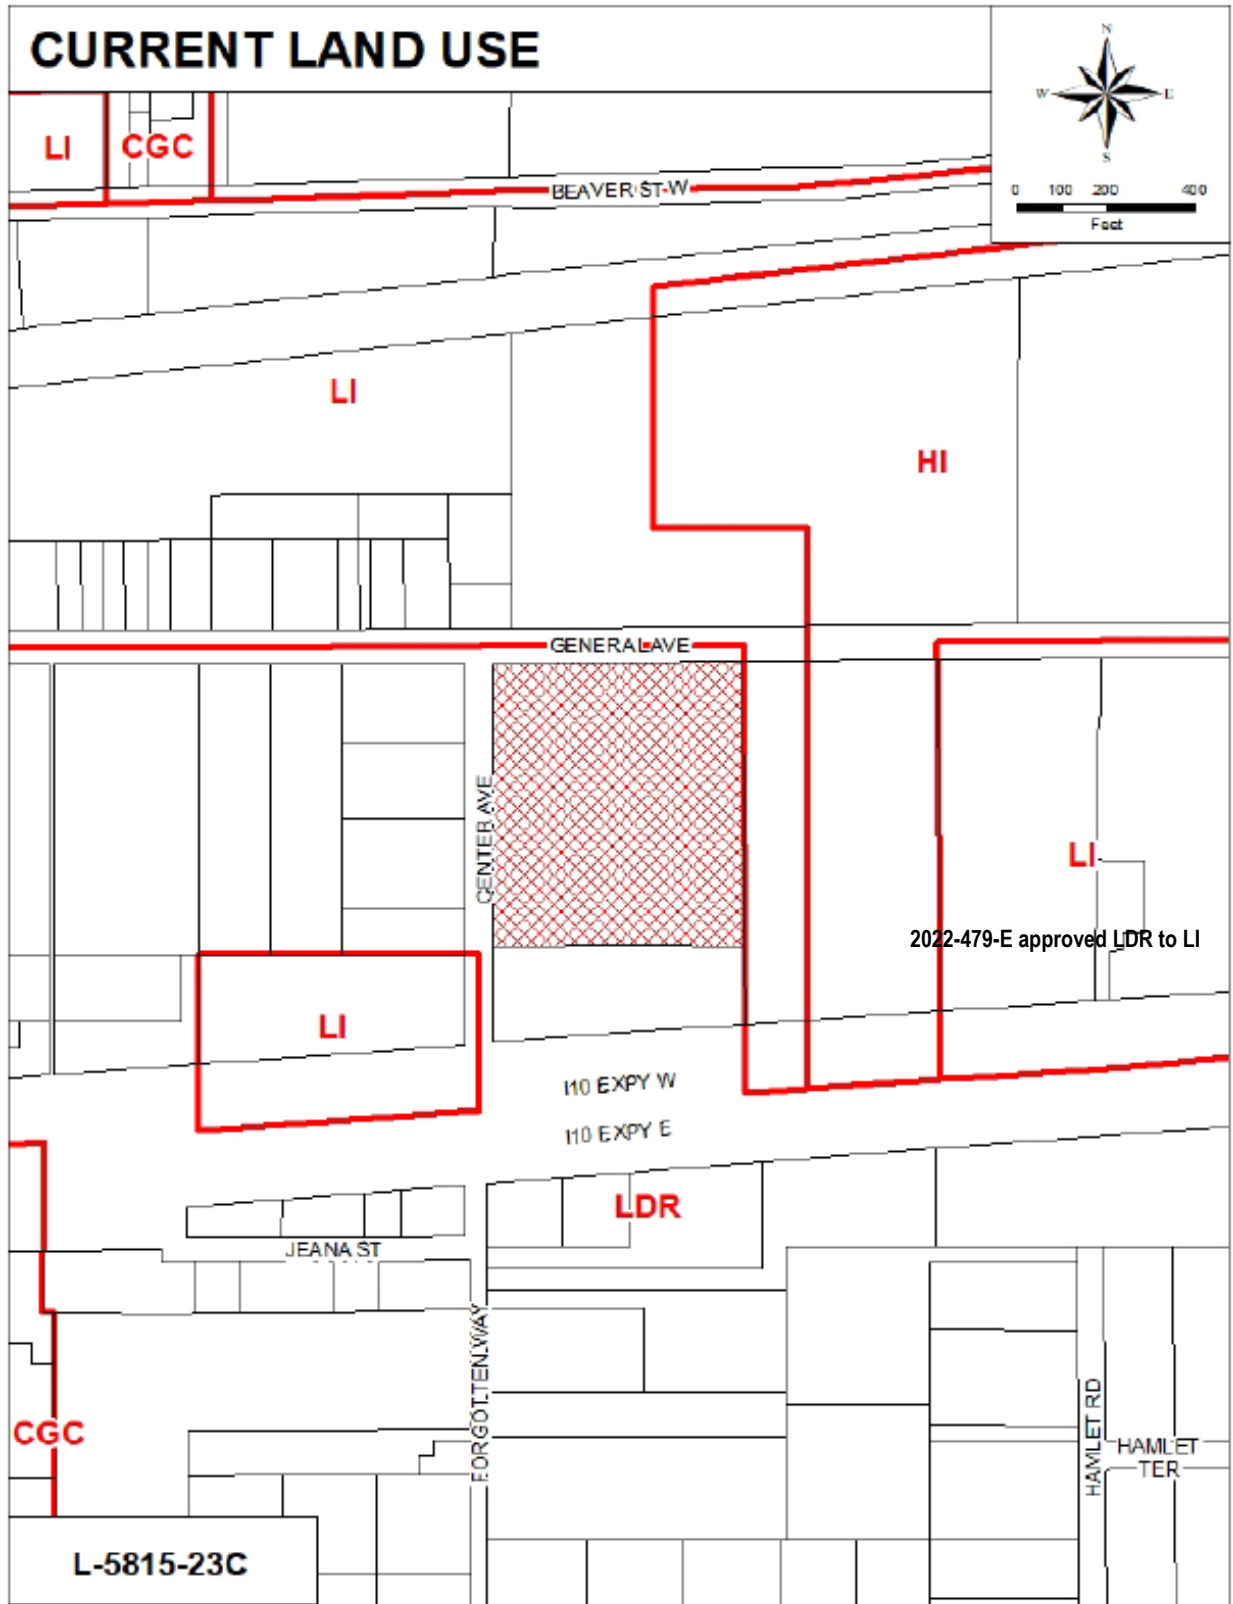 CURRENT LAND USE
N
W E
S
0 100 200 400
Feet
LI
CGC
BEAVER ST W
LI
HI
GENERAL AVE
CENTER AVE
LI
2022-479-E approved LDR to LI
LI
I10 EXPY W
I10 EXPY E
LDR
JEANA ST
FORGOTTEN WAY
CGC
HAMLET RD
HAMLET
TER
L-5815-23C